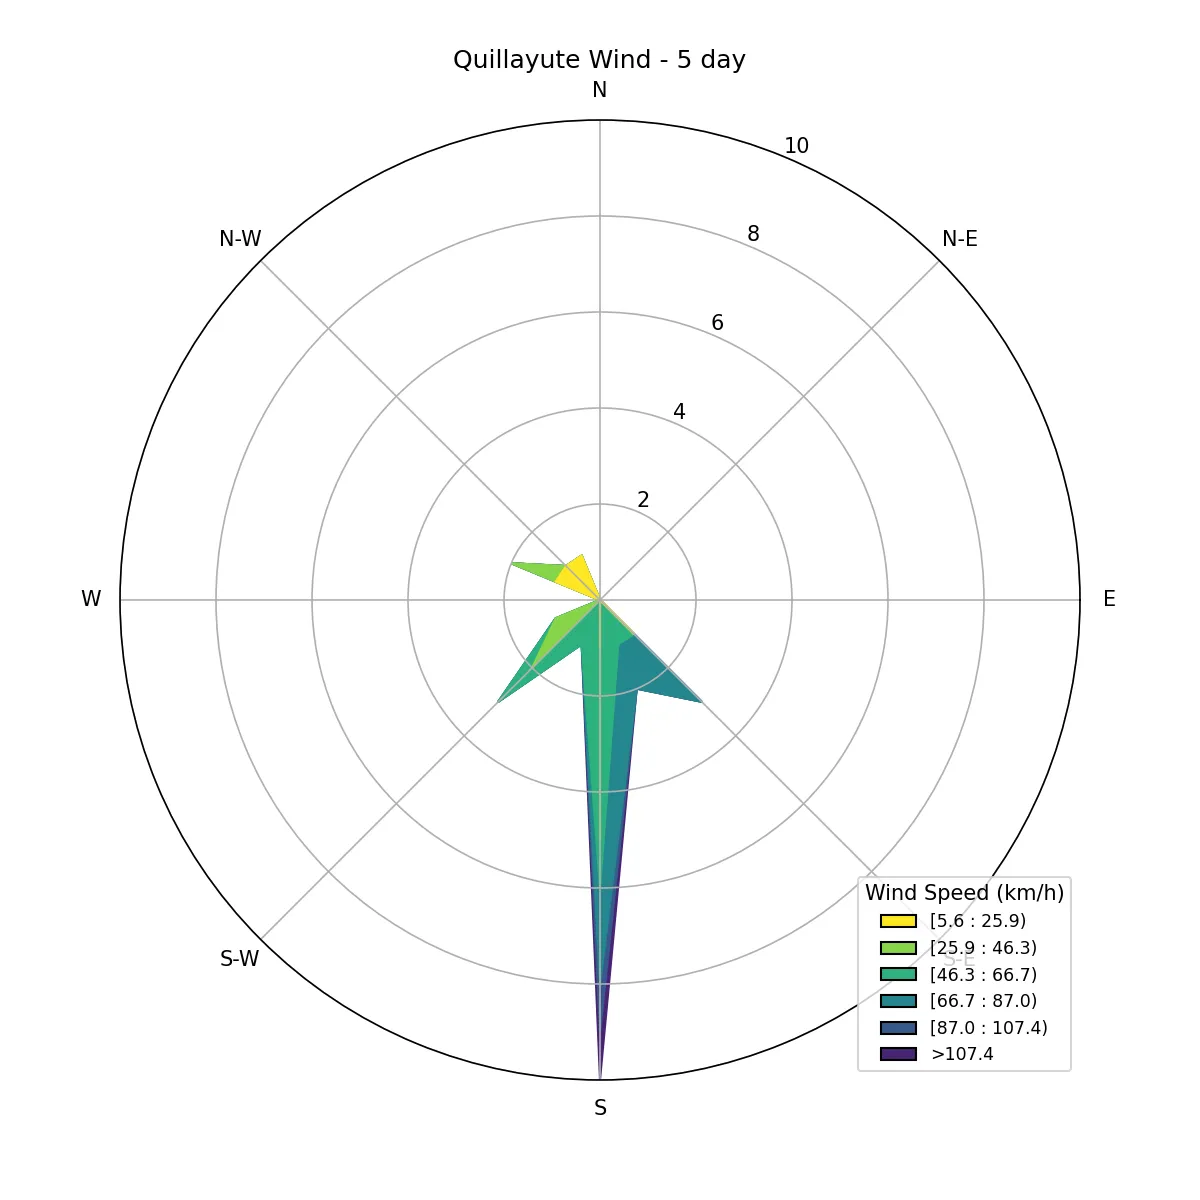 Quillayute Wind - 5 day
N
10
N-W
N-E
8
6
4
2
W
E
S-W
S-E
S
Wind Speed (km/h)
[5.6 : 25.9)
[25.9 : 46.3)
[46.3 : 66.7)
[66.7 : 87.0)
[87.0 : 107.4)
>107.4